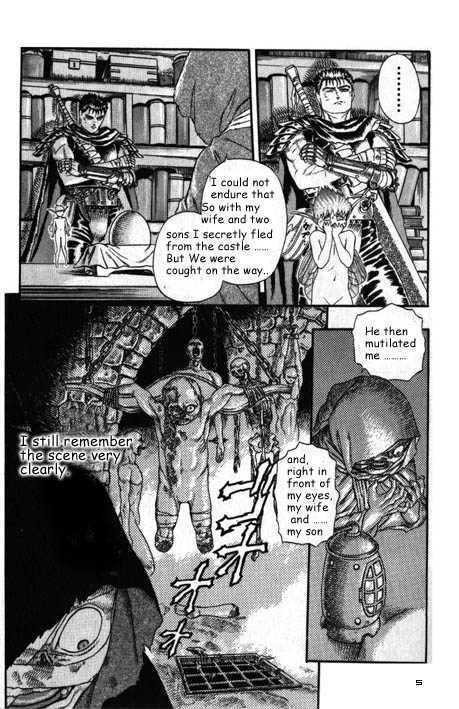 ………
I could not
endure that
So with my
wife and two
sons I secretly fled
from the castle ……
But We were
cought on the way..
He then
mutilated
me ………
I still remember
the scene very
clearly.
and,
right in
front of
my eyes,
my wife
and ……
my son
5